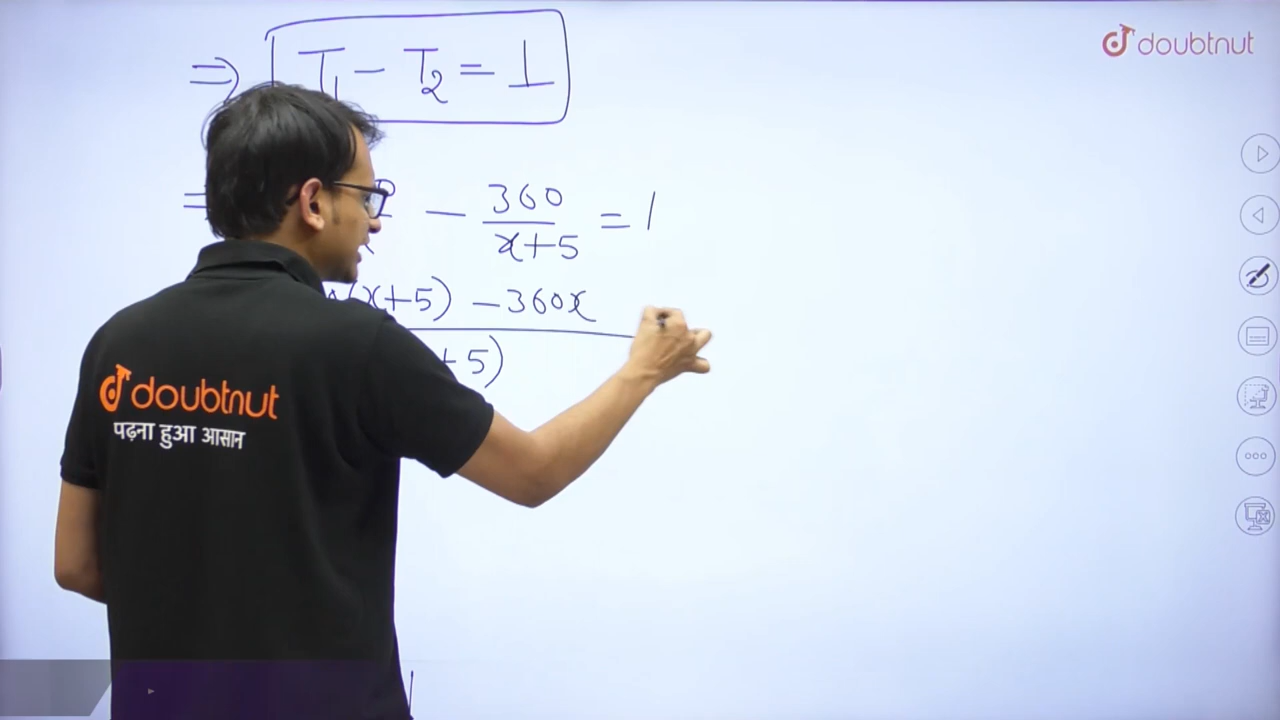 doubtnut
⇒ T₁ - T₂ = 1
- 360/(x+5) = 1
(x+5) - 360x
+ 5)
doubtnut
पढ़ना हुआ आसान